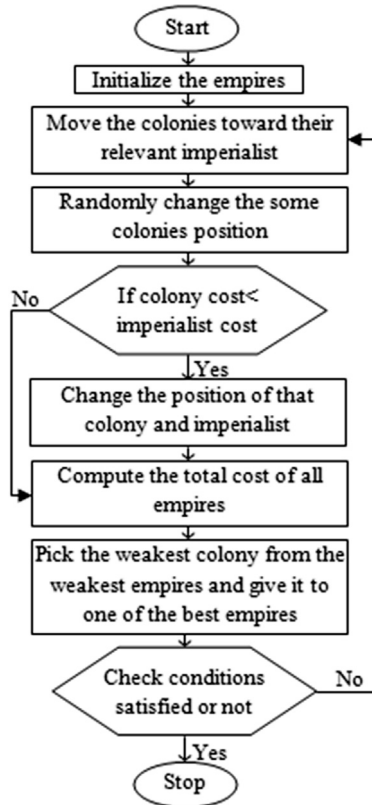 Start
Initialize the empires
Move the colonies toward their
relevant imperialist
Randomly change the some
colonies position
No
If colony cost<
imperialist cost
Yes
Change the position of that
colony and imperialist
Compute the total cost of all
empires
Pick the weakest colony from the
weakest empires and give it to
one of the best empires
Check conditions
satisfied or not
No
Yes
Stop